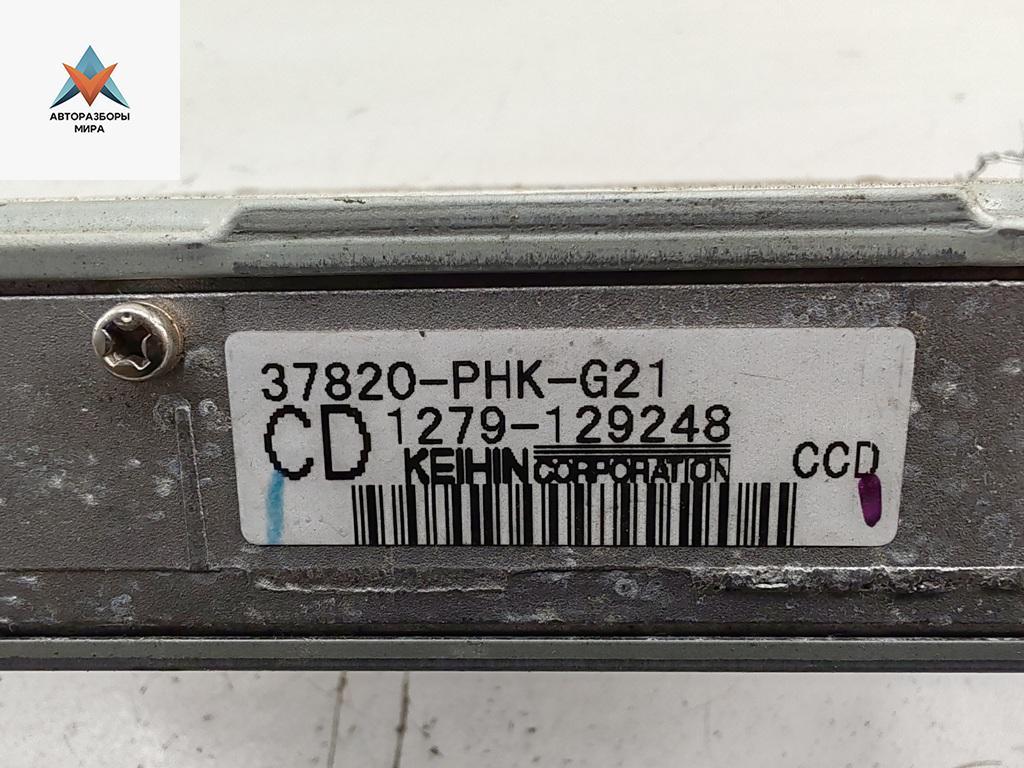 АВТОРАЗБОРЫ
МИРА
37820-PHK-G21
CD 1279-129248
KEIHIN CORPORATION CCD